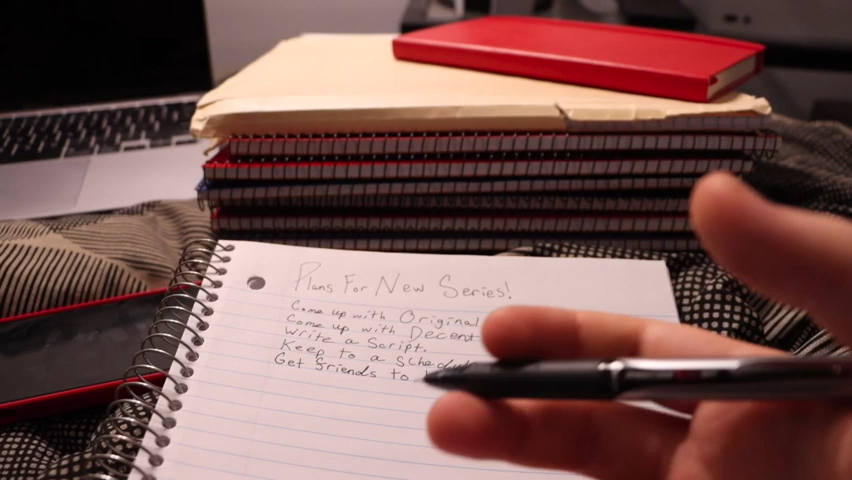 Plans For New Series!
Come up with Original
Come up with Decent
Write a Script.
Keep to a
Get friends to